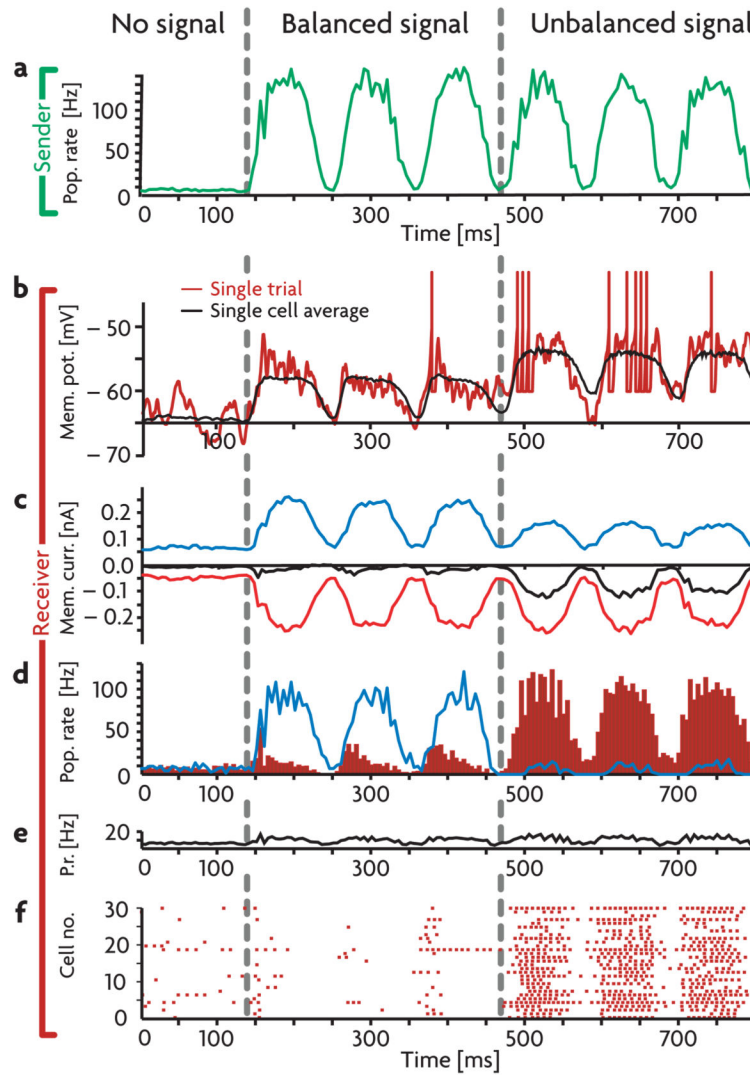 No signal Balanced signal Unbalanced signal
a
Sender
Pop. rate [Hz]
100
50
0
0 100 300 500 700
Time [ms]
b
Single trial
Single cell average
Mem. pot. [mV]
– 50
– 60
– 70
100 300 500 700
c
Receiver
Mem. curr. [nA]
0.2
0.1
0.0
– 0.1
– 0.2
d
Pop. rate [Hz]
100
50
0
0 100 300 500 700
e
P.r. [Hz]
20
0 100 300 500 700
f
Cell no.
30
20
10
0
0 100 300 500 700
Time [ms]